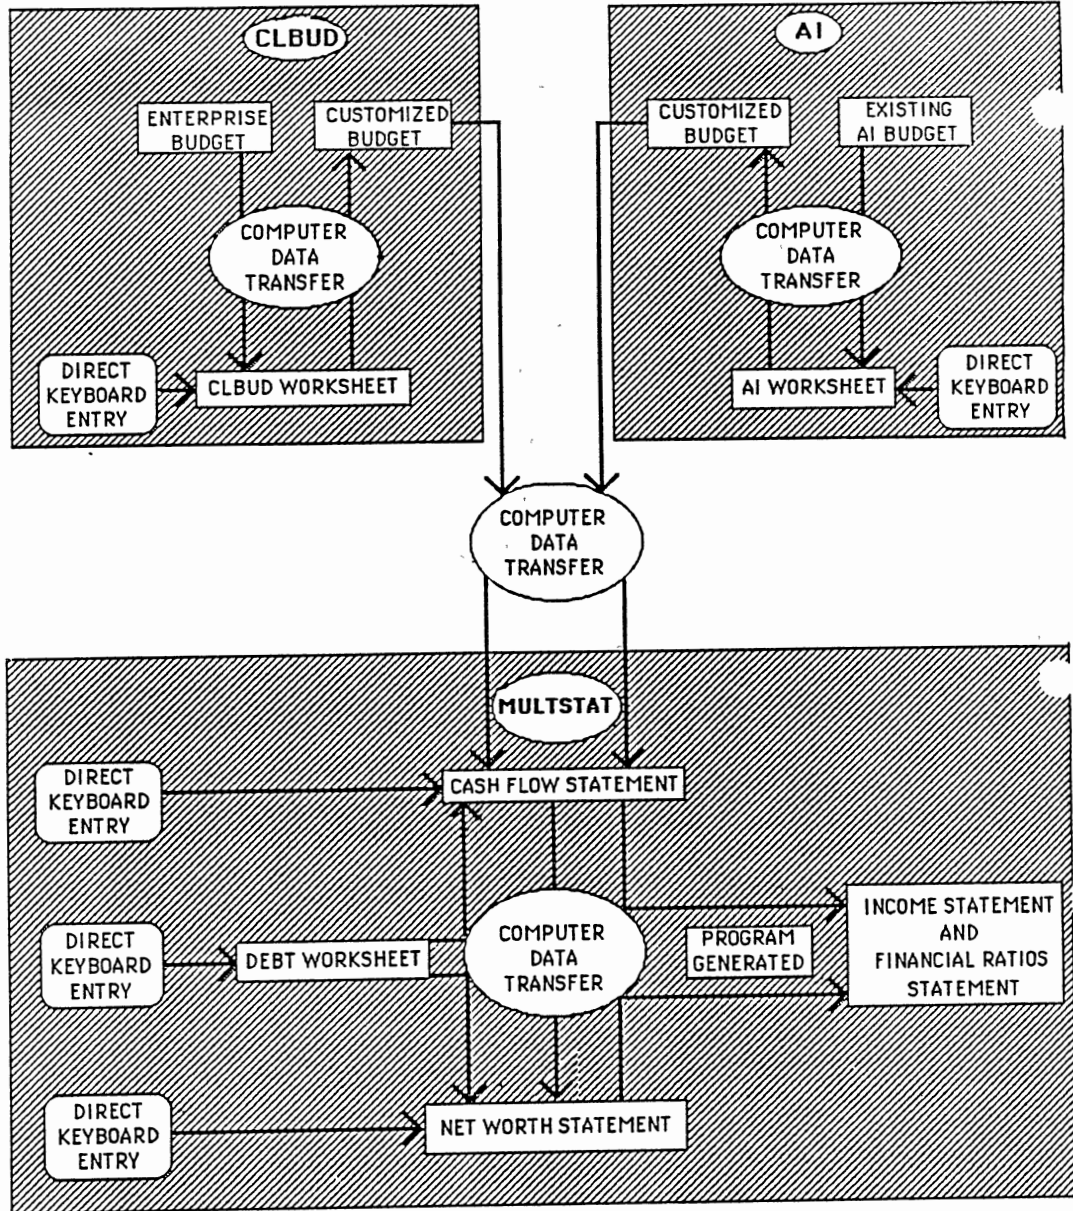 CLBUD
ENTERPRISE
BUDGET
CUSTOMIZED
BUDGET
COMPUTER
DATA
TRANSFER
DIRECT
KEYBOARD
ENTRY
CLBUD WORKSHEET
AI
CUSTOMIZED
BUDGET
EXISTING
AI BUDGET
COMPUTER
DATA
TRANSFER
AI WORKSHEET
DIRECT
KEYBOARD
ENTRY
COMPUTER
DATA
TRANSFER
MULTSTAT
DIRECT
KEYBOARD
ENTRY
CASH FLOW STATEMENT
DIRECT
KEYBOARD
ENTRY
DEBT WORKSHEET
COMPUTER
DATA
TRANSFER
PROGRAM
GENERATED
INCOME STATEMENT
AND
FINANCIAL RATIOS
STATEMENT
DIRECT
KEYBOARD
ENTRY
NET WORTH STATEMENT